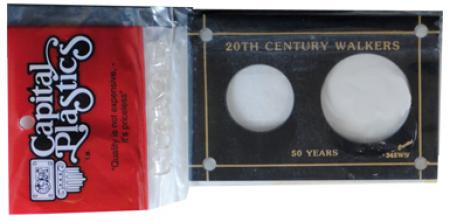 Capital
Plastics
T.M.
"Quality is not expensive, -
it's priceless"
20TH CENTURY WALKERS
50 YEARS